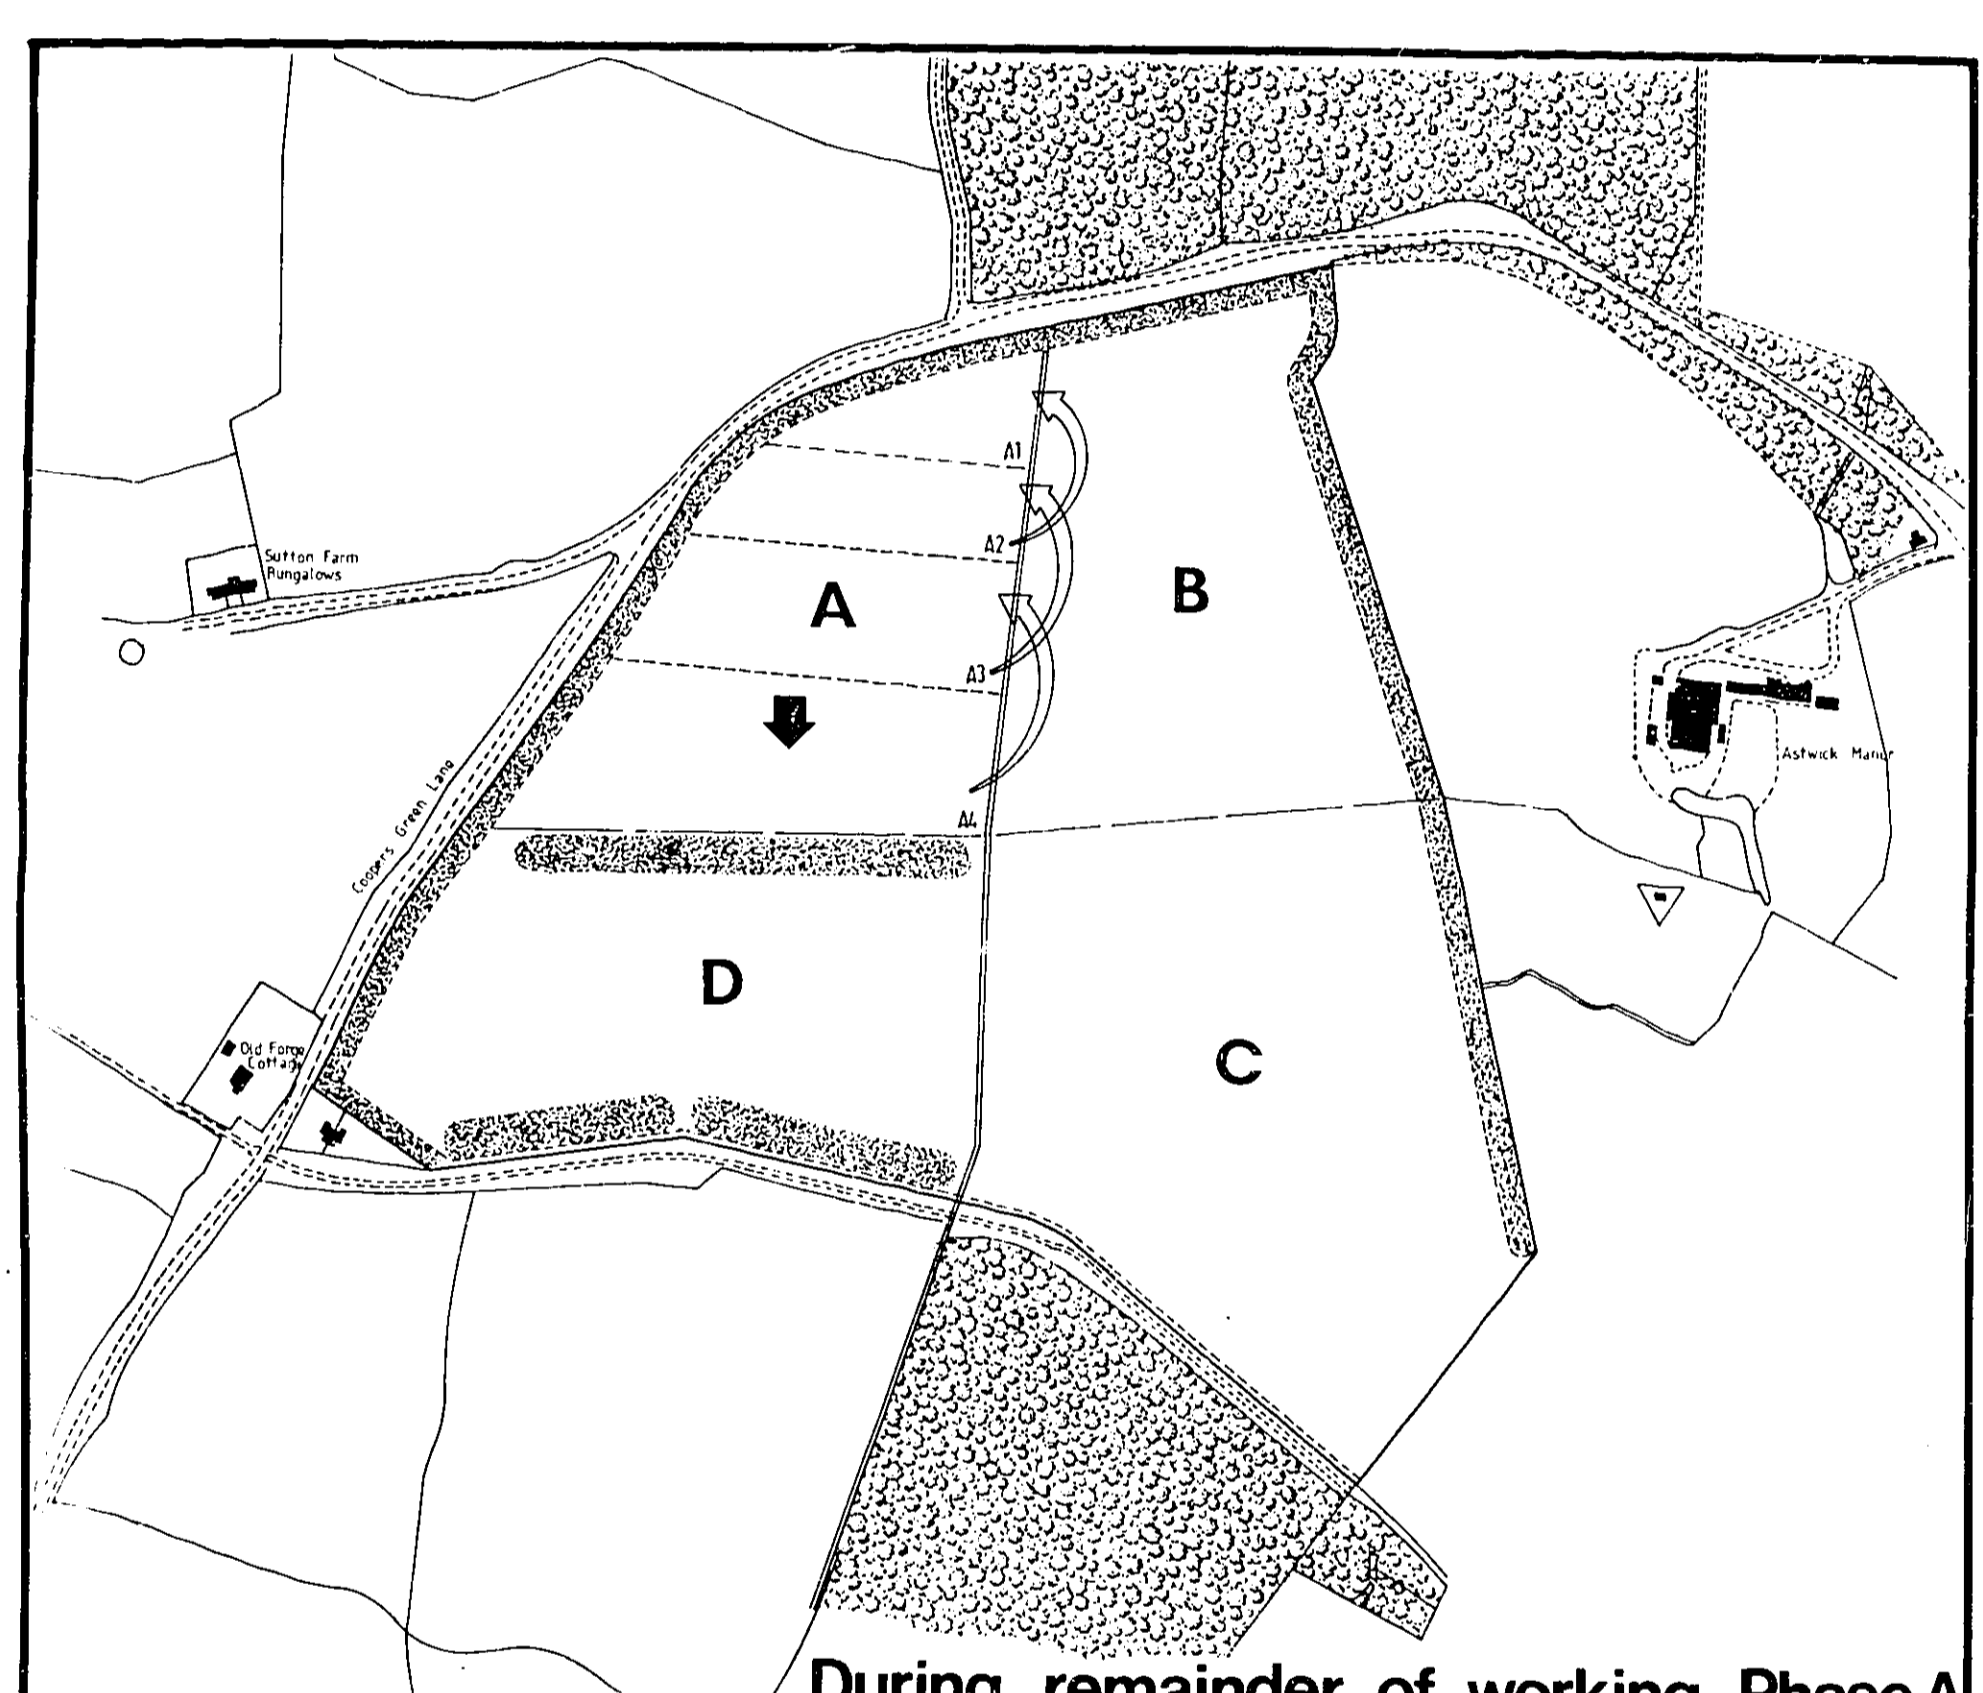 A1
A2
Sutton Farm
Bungalows
A
B
A3
Astwick Manor
Coopers Green Lane
A4
D
Old Forge
Cottage
C
During remainder of working Phase A